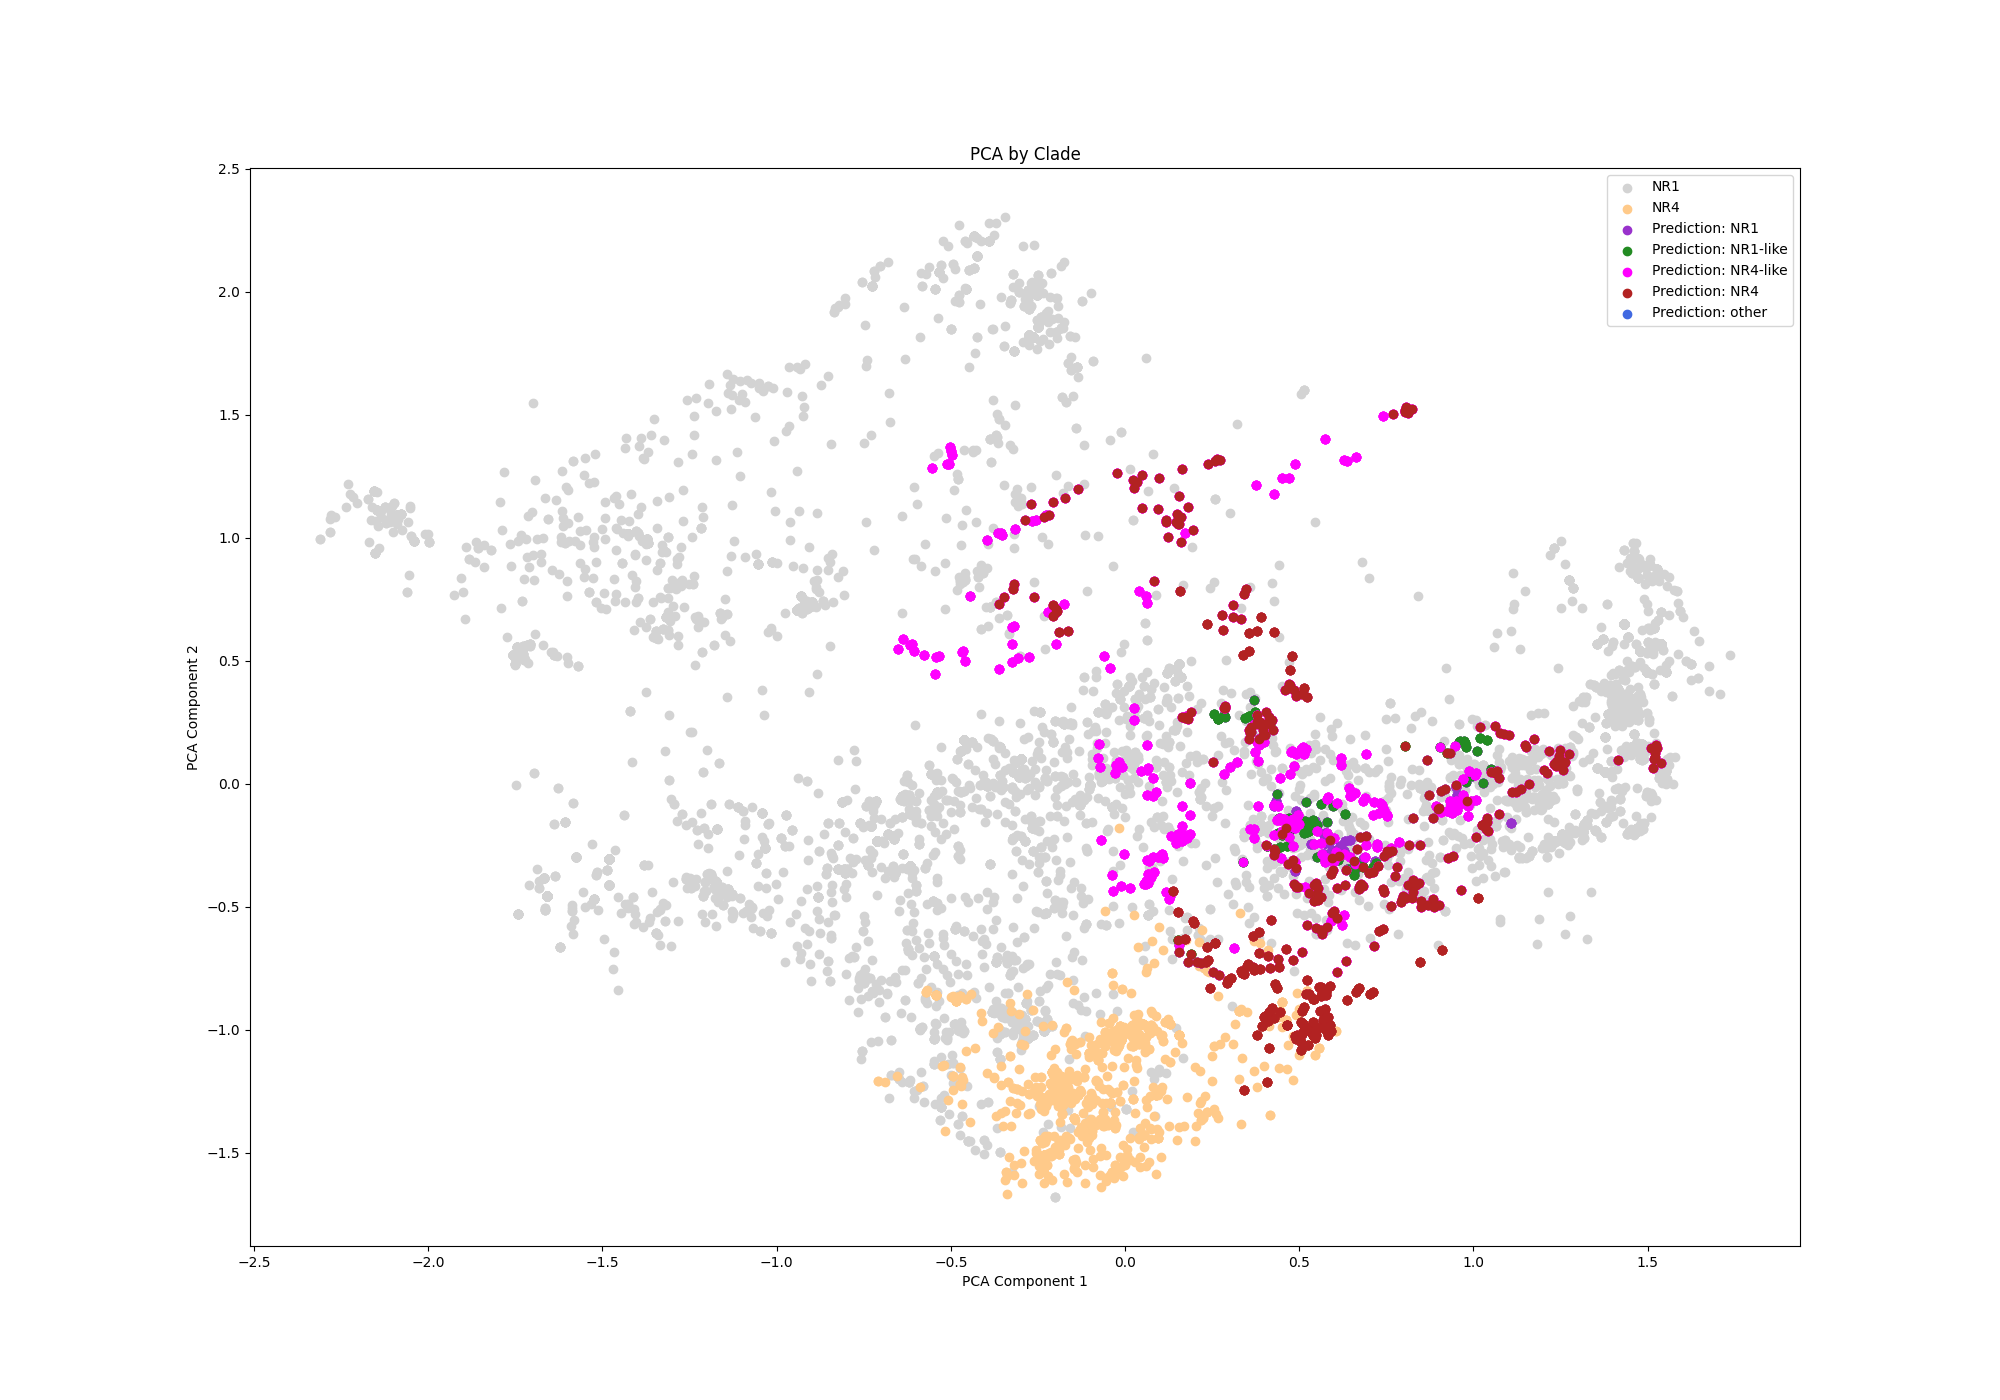 PCA by Clade
NR1
NR4
Prediction: NR1
Prediction: NR1-like
Prediction: NR4-like
Prediction: NR4
Prediction: other
2.5
2.0
1.5
1.0
0.5
0.0
−0.5
−1.0
−1.5
PCA Component 2
−2.5 −2.0 −1.5 −1.0 −0.5 0.0 0.5 1.0 1.5
PCA Component 1